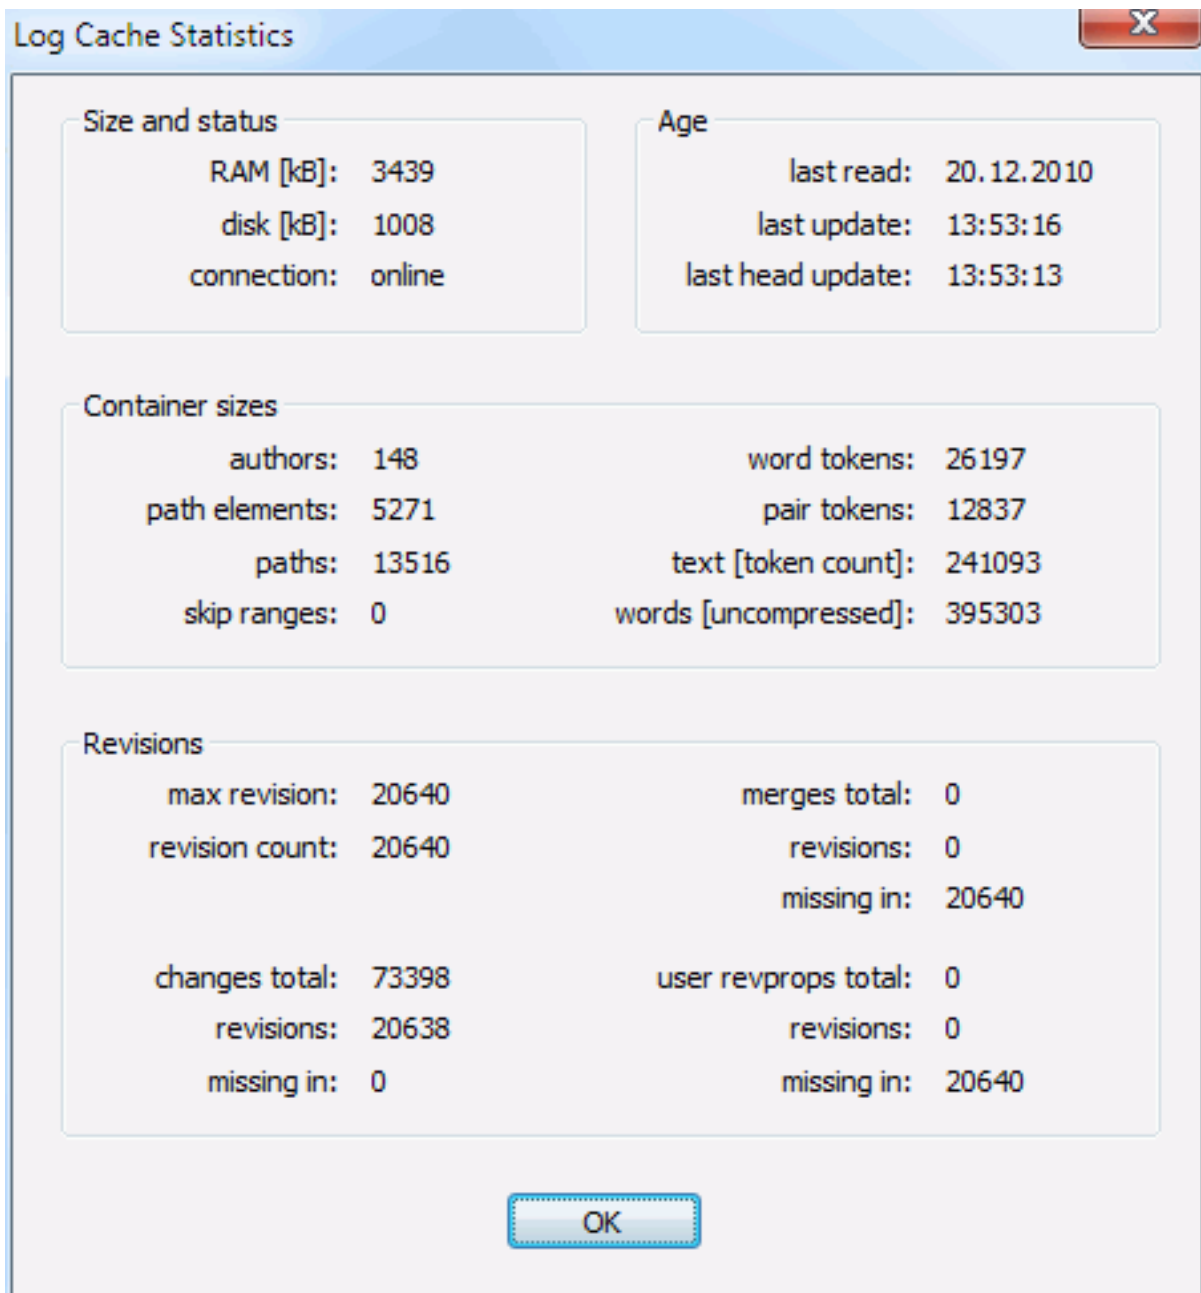 Log Cache Statistics
X
Size and status
RAM [kB]: 3439
disk [kB]: 1008
connection: online
Age
last read: 20.12.2010
last update: 13:53:16
last head update: 13:53:13
Container sizes
authors: 148
path elements: 5271
paths: 13516
skip ranges: 0
word tokens: 26197
pair tokens: 12837
text [token count]: 241093
words [uncompressed]: 395303
Revisions
max revision: 20640
revision count: 20640
merges total: 0
revisions: 0
missing in: 20640
changes total: 73398
revisions: 20638
missing in: 0
user revprops total: 0
revisions: 0
missing in: 20640
OK